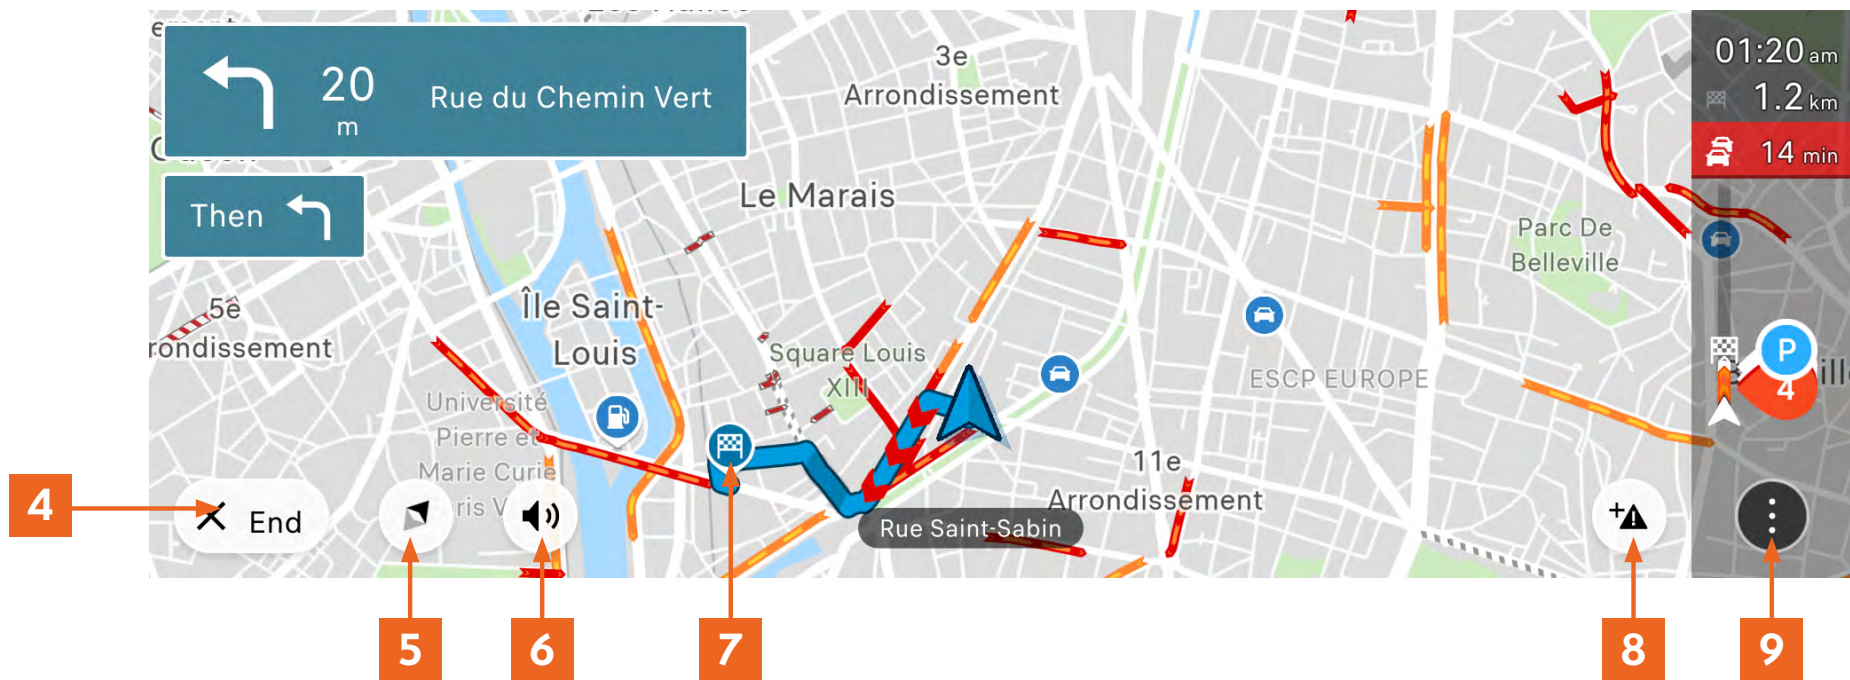 20
m
Rue du Chemin Vert
Then
3e
Arrondissement
Le Marais
01:20 am
1.2 km
14 min
Parc De
Belleville
5e
rondissement
Île Saint-
Louis
Square Louis
XIII
ESCP EUROPE
P
4
Université
Pierre et
Marie Curie
ris V
11e
Arrondissement
Rue Saint-Sabin
End
4
5
6
7
8
9